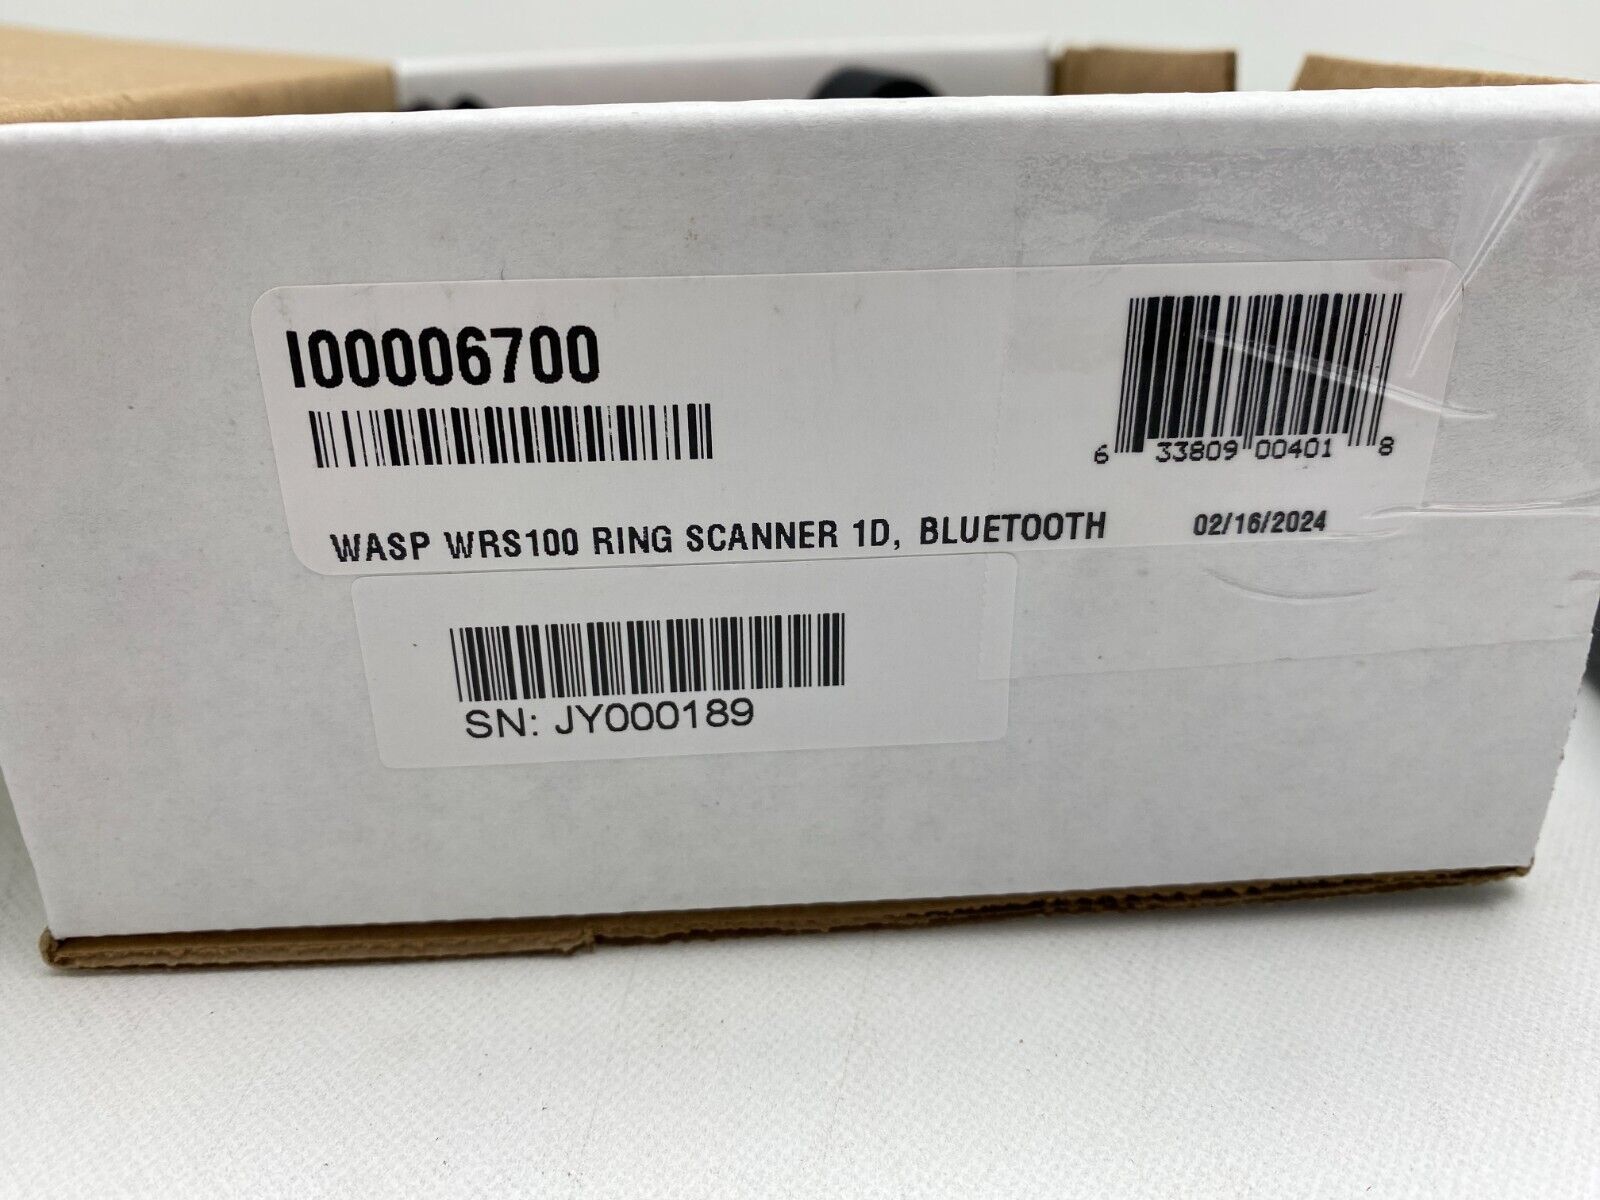 I00006700
6 33809 00401 8
WASP WRS100 RING SCANNER 1D, BLUETOOTH 02/16/2024
SN: JY000189